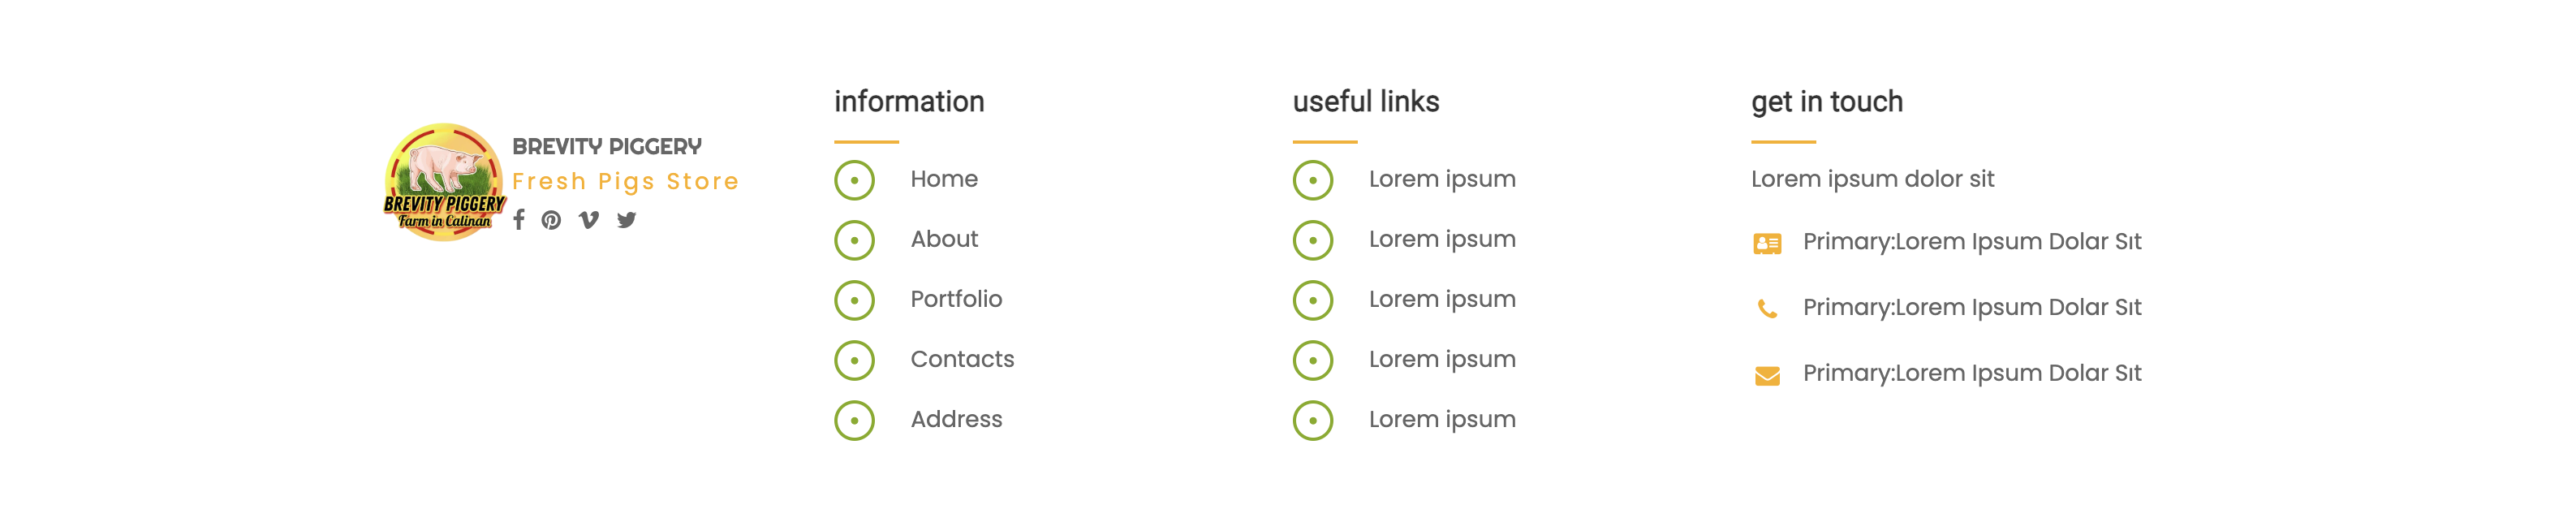 BREVITY PIGGERY
Farm in Calinan
BREVITY PIGGERY
Fresh Pigs Store
information
Home
About
Portfolio
Contacts
Address
useful links
Lorem ipsum
Lorem ipsum
Lorem ipsum
Lorem ipsum
Lorem ipsum
get in touch
Lorem ipsum dolor sit
Primary:Lorem Ipsum Dolar Sıt
Primary:Lorem Ipsum Dolar Sıt
Primary:Lorem Ipsum Dolar Sıt